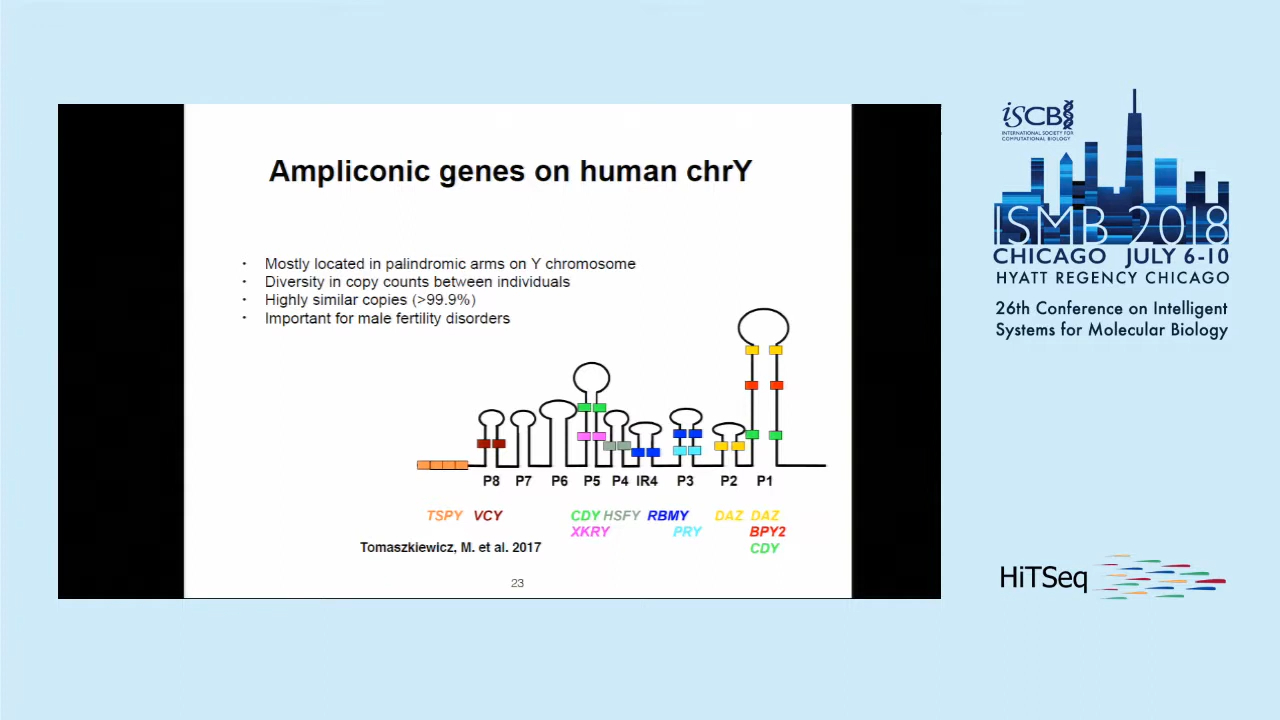 Ampliconic genes on human chrY
· Mostly located in palindromic arms on Y chromosome
· Diversity in copy counts between individuals
· Highly similar copies (>99.9%)
· Important for male fertility disorders
P8 P7 P6 P5 P4 IR4 P3 P2 P1
TSPY VCY CDY HSFY RBMY DAZ DAZ
XKRY PRY BPY2
CDY
Tomaszkiewicz, M. et al. 2017
23
iSCB
INTERNATIONAL SOCIETY FOR
COMPUTATIONAL BIOLOGY
ISMB 2018
CHICAGO JULY 6-10
HYATT REGENCY CHICAGO
26th Conference on Intelligent
Systems for Molecular Biology
HiTSeq